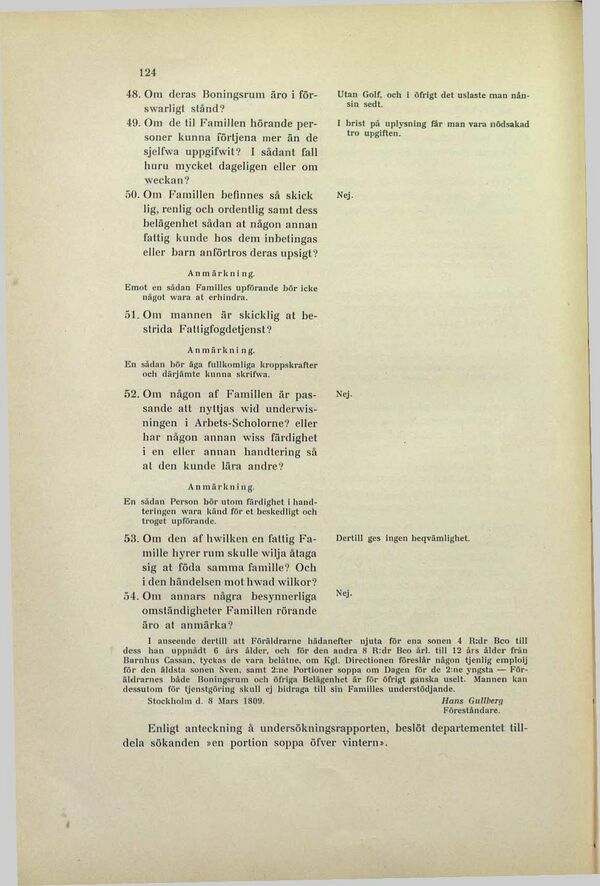 124
48. Om deras Boningsrum äro i för-
swarligt stånd?
Utan Golf, och i öfrigt det uslaste man nån-
sin sedt.
49. Om de til Famillen hörande per-
soner kunna förtjena mer än de
sjelfwa uppgifwit? I sådant fall
huru mycket dageligen eller om
weckan?
I brist på uplysning får man vara nödsakad
tro upgiften.
50. Om Famillen befinnes så skick
lig, renlig och ordentlig samt dess
belägenhet sådan at någon annan
fattig kunde hos dem inbetingas
eller barn anförtros deras upsigt?
Nej.
Anmärkning.
Emot en sådan Familles upförande bör icke
något wara at erhindra.
51. Om mannen är skicklig at be-
strida Fattigfogdetjenst?
Anmärkning.
En sådan bör äga fullkomliga kroppskrafter
och därjämte kunna skrifwa.
52. Om någon af Famillen är pas-
sande att nyttjas wid underwis-
ningen i Arbets-Scholorne? eller
har någon annan wiss färdighet
i en eller annan handtering så
at den kunde lära andre?
Nej.
Anmärkning.
En sådan Person bör utom färdighet i hand-
teringen wara känd för et beskedligt och
troget upförande.
53. Om den af hwilken en fattig Fa-
mille hyrer rum skulle wilja åtaga
sig at föda samma famille? Och
i den händelsen mot hwad wilkor?
Dertill ges ingen beqvämlighet.
54. Om annars några besynnerliga
omständigheter Famillen rörande
äro at anmärka?
Nej.
I anseende dertill att Föräldrarne hädanefter njuta för ena sonen 4 R:dr Bco till
dess han uppnådt 6 års ålder, och för den andra 8 R:dr Bco årl. till 12 års ålder från
Barnhus Cassan, tyckas de vara belåtne, om Kgl. Directionen föreslår någon tjenlig emploij
för den äldsta sonen Sven, samt 2:ne Portioner soppa om Dagen för de 2:ne yngsta — För-
äldrarnes både Boningsrum och öfriga Belägenhet är för öfrigt ganska uselt. Mannen kan
dessutom för tjenstgöring skull ej bidraga till sin Familles understödjande.
Stockholm d. 8 Mars 1809.
Hans Gullberg
Föreståndare.
Enligt anteckning å undersökningsrapporten, beslöt departementet till-
dela sökanden »en portion soppa öfver vintern».